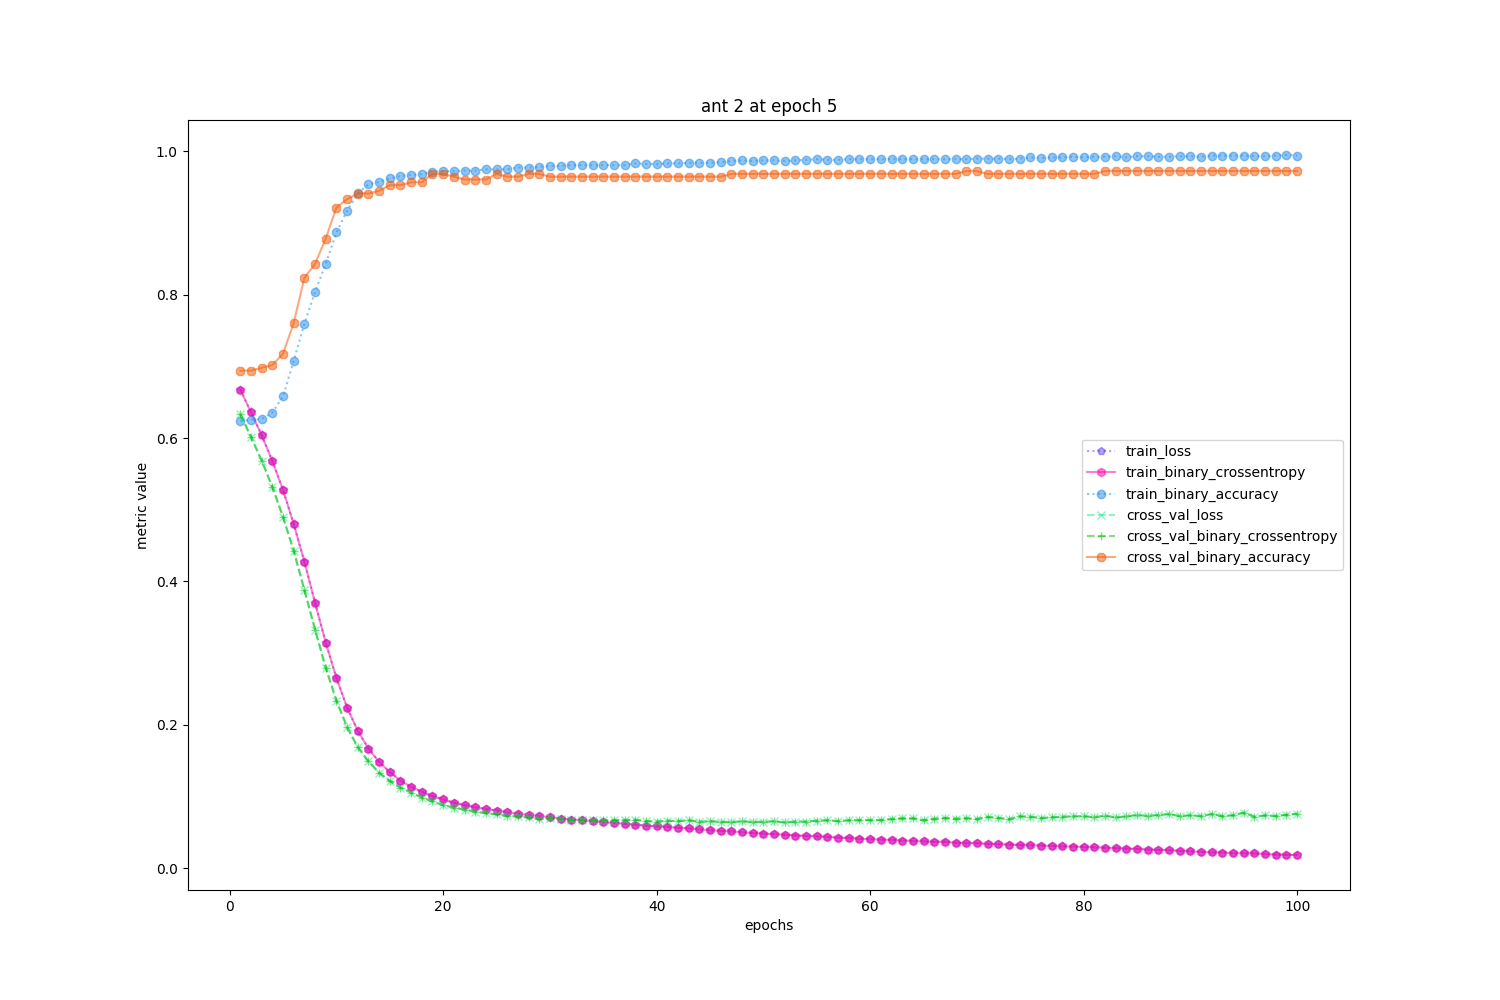 ant 2 at epoch 5
1.0
0.8
0.6
0.4
0.2
0.0
metric value
train_loss
train_binary_crossentropy
train_binary_accuracy
cross_val_loss
cross_val_binary_crossentropy
cross_val_binary_accuracy
0 20 40 60 80 100
epochs